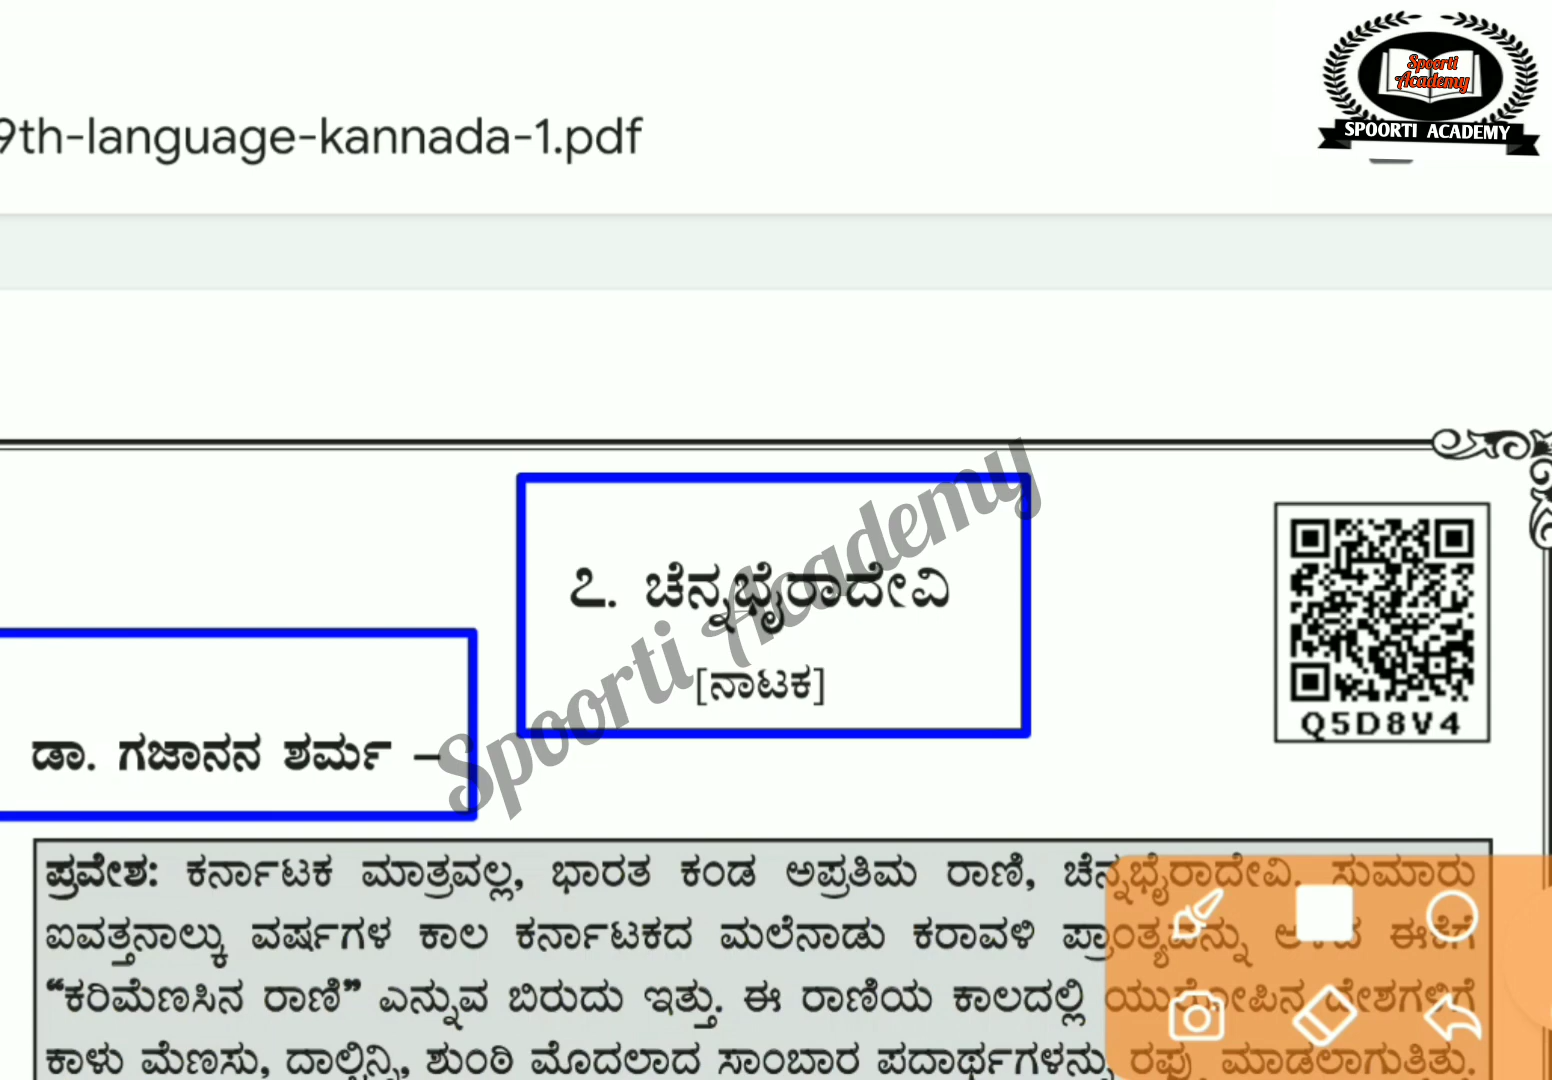 Spoorti
Academy
SPOORTI ACADEMY
9th-language-kannada-1.pdf
೭. ಚೆನ್ನಭೈರಾದೇವಿ
[ನಾಟಕ]
Q5D8V4
ಡಾ. ಗಜಾನನ ಶರ್ಮ –
Spoorti Academy
ಪ್ರವೇಶ: ಕರ್ನಾಟಕ ಮಾತ್ರವಲ್ಲ, ಭಾರತ ಕಂಡ ಅಪ್ರತಿಮ ರಾಣಿ, ಚೆನ್ನಭೈರಾದೇವಿ. ಸುಮಾರು
ಐವತ್ತನಾಲ್ಕು ವರ್ಷಗಳ ಕಾಲ ಕರ್ನಾಟಕದ ಮಲೆನಾಡು ಕರಾವಳಿ ಪ್ರಾಂತ್ಯವನ್ನು ಈಕೆಗೆ
“ಕರಿಮೆಣಸಿನ ರಾಣಿ” ಎನ್ನುವ ಬಿರುದು ಇತ್ತು. ಈ ರಾಣಿಯ ಕಾಲದಲ್ಲಿ ಯುರೋಪಿನ ದೇಶಗಳಿಗೆ
ಕಾಳು ಮೆಣಸು, ದಾಲ್ಚಿನ್ನಿ, ಶುಂಠಿ ಮೊದಲಾದ ಸಾಂಬಾರ ಪದಾರ್ಥಗಳನ್ನು ರಫ್ತು ಮಾಡಲಾಗುತ್ತಿತ್ತು.